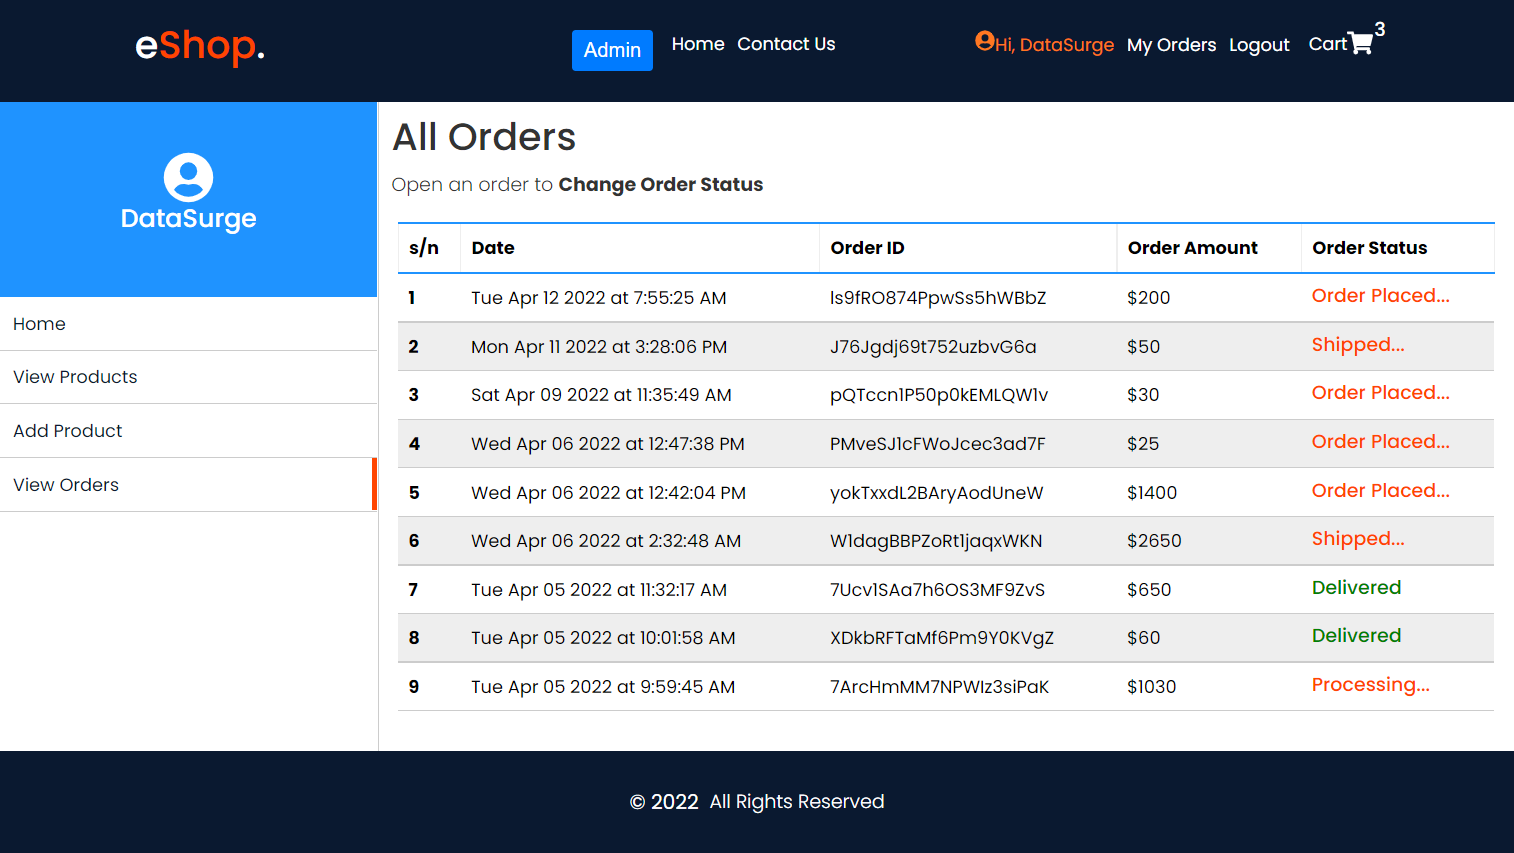 eShop.
Admin Home Contact Us Hi, DataSurge My Orders Logout Cart 3
DataSurge
Home
View Products
Add Product
View Orders
All Orders
Open an order to Change Order Status
s/n Date Order ID Order Amount Order Status
1 Tue Apr 12 2022 at 7:55:25 AM ls9fRO874PpwSs5hWBbZ $200 Order Placed...
2 Mon Apr 11 2022 at 3:28:06 PM J76Jgdj69t752uzbvG6a $50 Shipped...
3 Sat Apr 09 2022 at 11:35:49 AM pQTccn1P50p0kEMLQW1v $30 Order Placed...
4 Wed Apr 06 2022 at 12:47:38 PM PMveSJ1cFWoJcec3ad7F $25 Order Placed...
5 Wed Apr 06 2022 at 12:42:04 PM yokTxxdL2BAryAodUneW $1400 Order Placed...
6 Wed Apr 06 2022 at 2:32:48 AM W1dagBBPZoRt1jaqxWKN $2650 Shipped...
7 Tue Apr 05 2022 at 11:32:17 AM 7Ucv1SAa7h6OS3MF9ZvS $650 Delivered
8 Tue Apr 05 2022 at 10:01:58 AM XDkbRFTaMf6Pm9Y0KVgZ $60 Delivered
9 Tue Apr 05 2022 at 9:59:45 AM 7ArcHmMM7NPWIz3siPaK $1030 Processing...
© 2022 All Rights Reserved